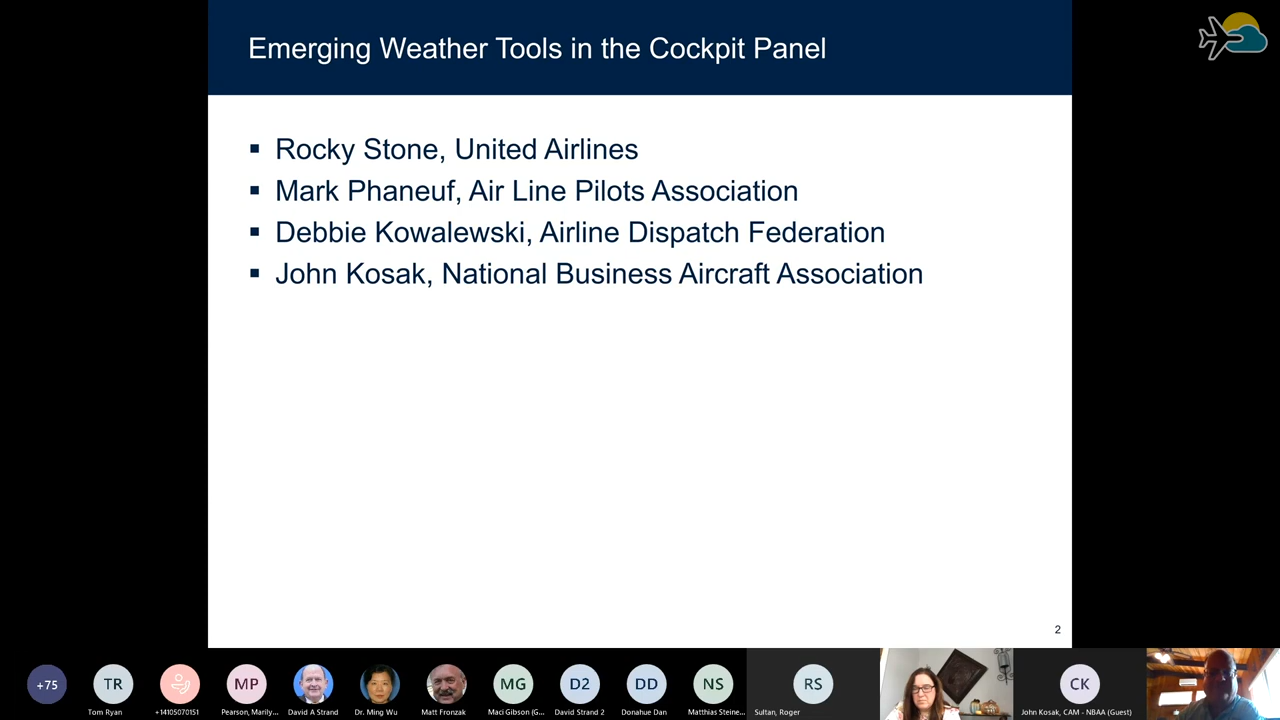 Emerging Weather Tools in the Cockpit Panel
Rocky Stone, United Airlines
Mark Phaneuf, Air Line Pilots Association
Debbie Kowalewski, Airline Dispatch Federation
John Kosak, National Business Aircraft Association
2
+75
TR
MP
MG
D2
DD
NS
RS
CK
Tom Ryan
+14105070151
Pearson, Marily...
David A Strand
Dr. Ming Wu
Matt Fronzak
Maci Gibson (G...
David Strand 2
Donahue Dan
Matthias Steine...
Sultan, Roger
John Kosak, CAM - NBAA (Guest)